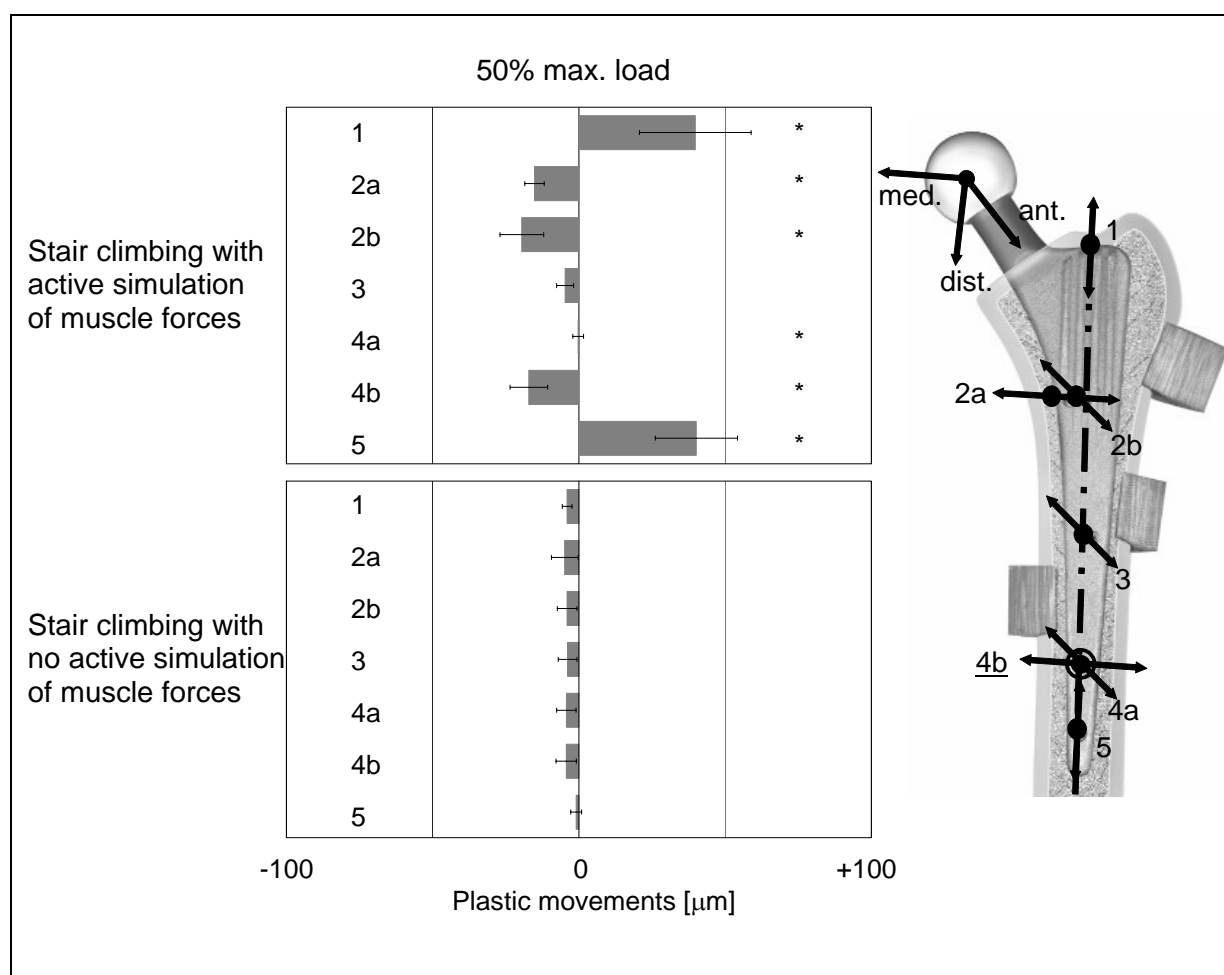 50% max. load
Stair climbing with
active simulation
of muscle forces
1
*
2a
*
2b
*
3
4a
*
4b
*
5
*
Stair climbing with
no active simulation
of muscle forces
1
2a
2b
3
4a
4b
5
-100
0
+100
Plastic movements [μm]
med.
ant.
dist.
1
2a
2b
3
4b
4a
5